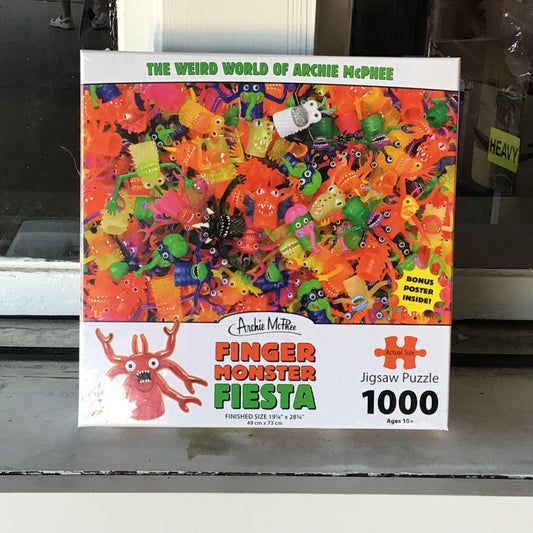 THE WEIRD WORLD OF ARCHIE McPHEE
HEAVY
BONUS
POSTER
INSIDE!
Archie McPhee
FINGER
MONSTER
FIESTA
FINISHED SIZE 19⅛" x 28¾"
49 cm x 73 cm
Actual Size
Jigsaw Puzzle
1000
Ages 10+